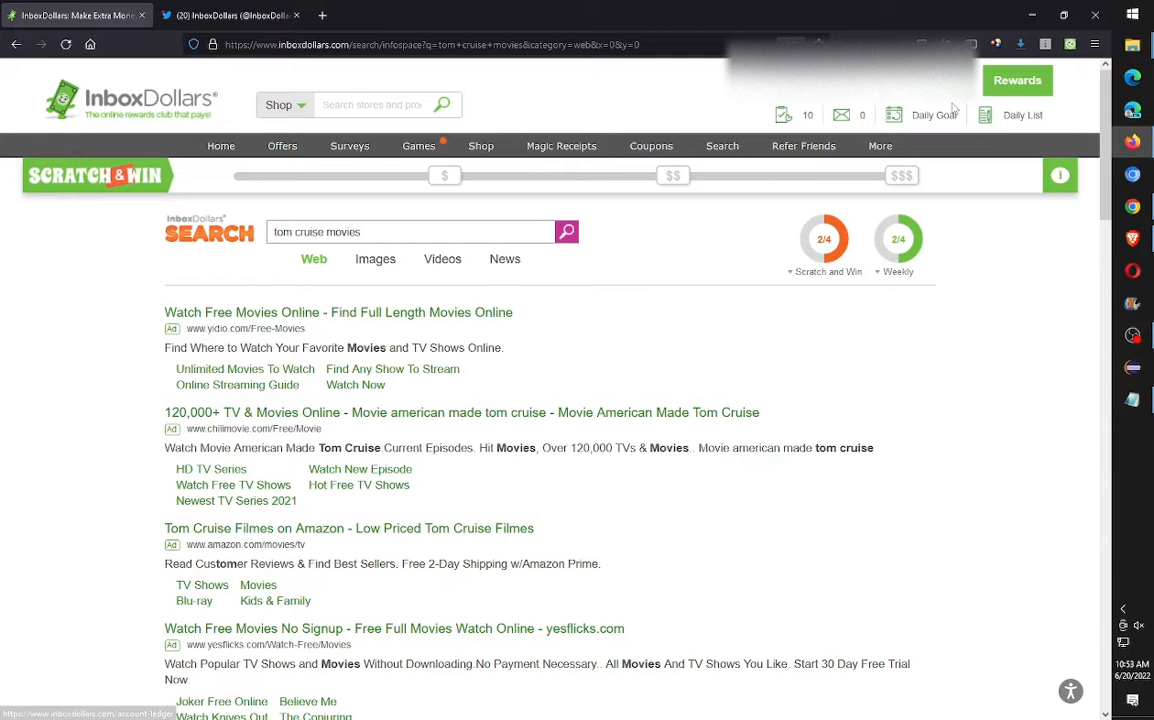 InboxDollars: Make Extra Mone
(20) InboxDollars (@InboxDoll
https://www.inboxdollars.com/search/infospace?q=tom+cruise+movies&category=web&x=0&y=0
InboxDollars
The online rewards club that pays!
Shop
Search stores and prod
Rewards
10
0
Daily Goal
Daily List
Home
Offers
Surveys
Games
Shop
Magic Receipts
Coupons
Search
Refer Friends
More
SCRATCH & WIN
$
$$
$$$
InboxDollars
SEARCH
tom cruise movies
2/4
2/4
Scratch and Win
Weekly
Web
Images
Videos
News
Watch Free Movies Online - Find Full Length Movies Online
Ad www.yidio.com/Free-Movies
Find Where to Watch Your Favorite Movies and TV Shows Online.
Unlimited Movies To Watch Find Any Show To Stream
Online Streaming Guide Watch Now
120,000+ TV & Movies Online - Movie american made tom cruise - Movie American Made Tom Cruise
Ad www.chilimovie.com/Free/Movie
Watch Movie American Made Tom Cruise Current Episodes. Hit Movies, Over 120,000 TVs & Movies.. Movie american made tom cruise
HD TV Series Watch New Episode
Watch Free TV Shows Hot Free TV Shows
Newest TV Series 2021
Tom Cruise Filmes on Amazon - Low Priced Tom Cruise Filmes
Ad www.amazon.com/movies/tv
Read Customer Reviews & Find Best Sellers. Free 2-Day Shipping w/Amazon Prime.
TV Shows Movies
Blu-ray Kids & Family
Watch Free Movies No Signup - Free Full Movies Watch Online - yesflicks.com
Ad www.yesflicks.com/Watch-Free/Movies
Watch Popular TV Shows and Movies Without Downloading.No Payment Necessary.. All Movies And TV Shows You Like. Start 30 Day Free Trial
Now.
Joker Free Online Believe Me
Watch Knives Out The Conjuring
https://www.inboxdollars.com/account-ledger
10:53 AM
6/20/2022